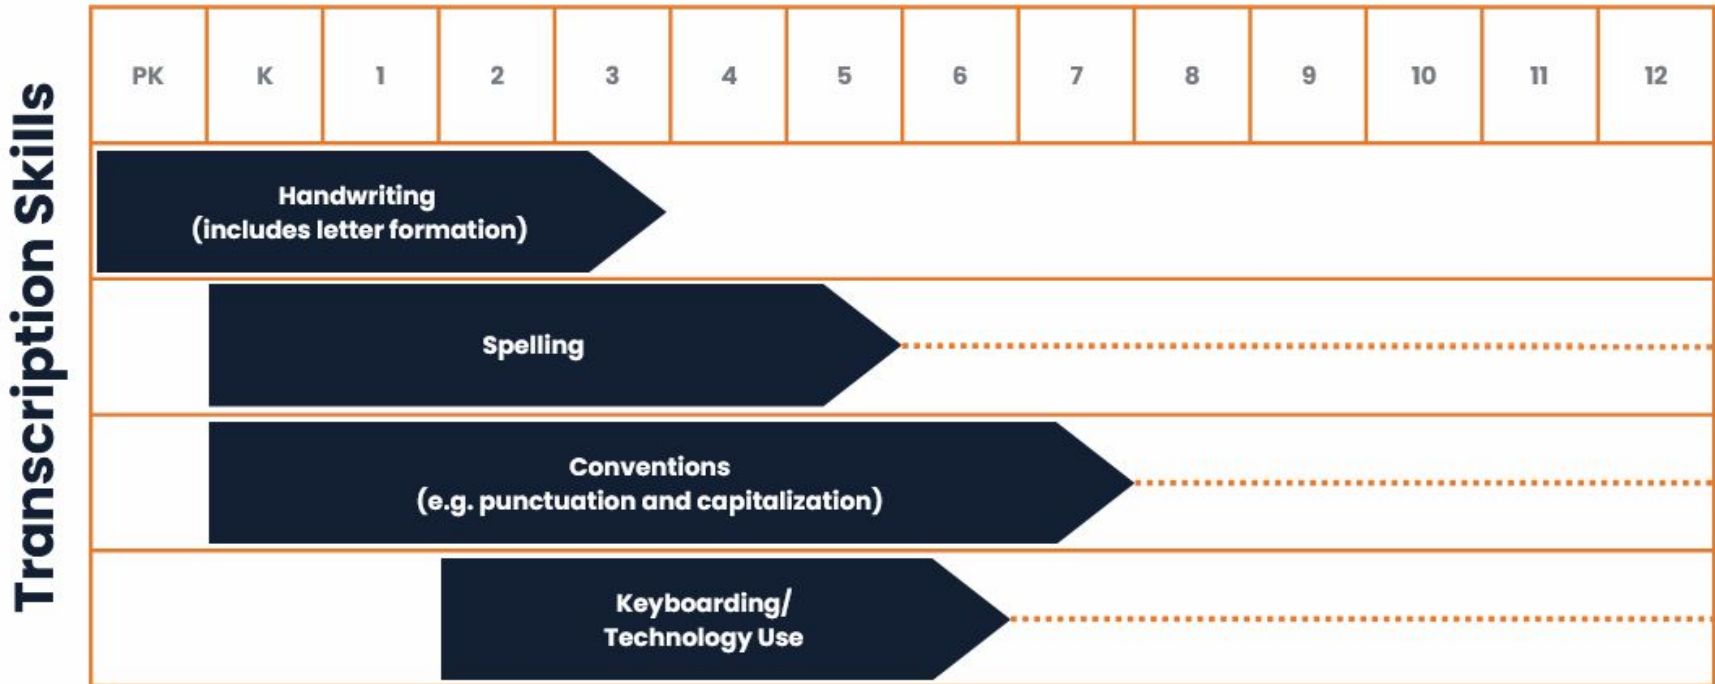 Transcription Skills
PK K 1 2 3 4 5 6 7 8 9 10 11 12
Handwriting
(includes letter formation)
Spelling
Conventions
(e.g. punctuation and capitalization)
Keyboarding/
Technology Use